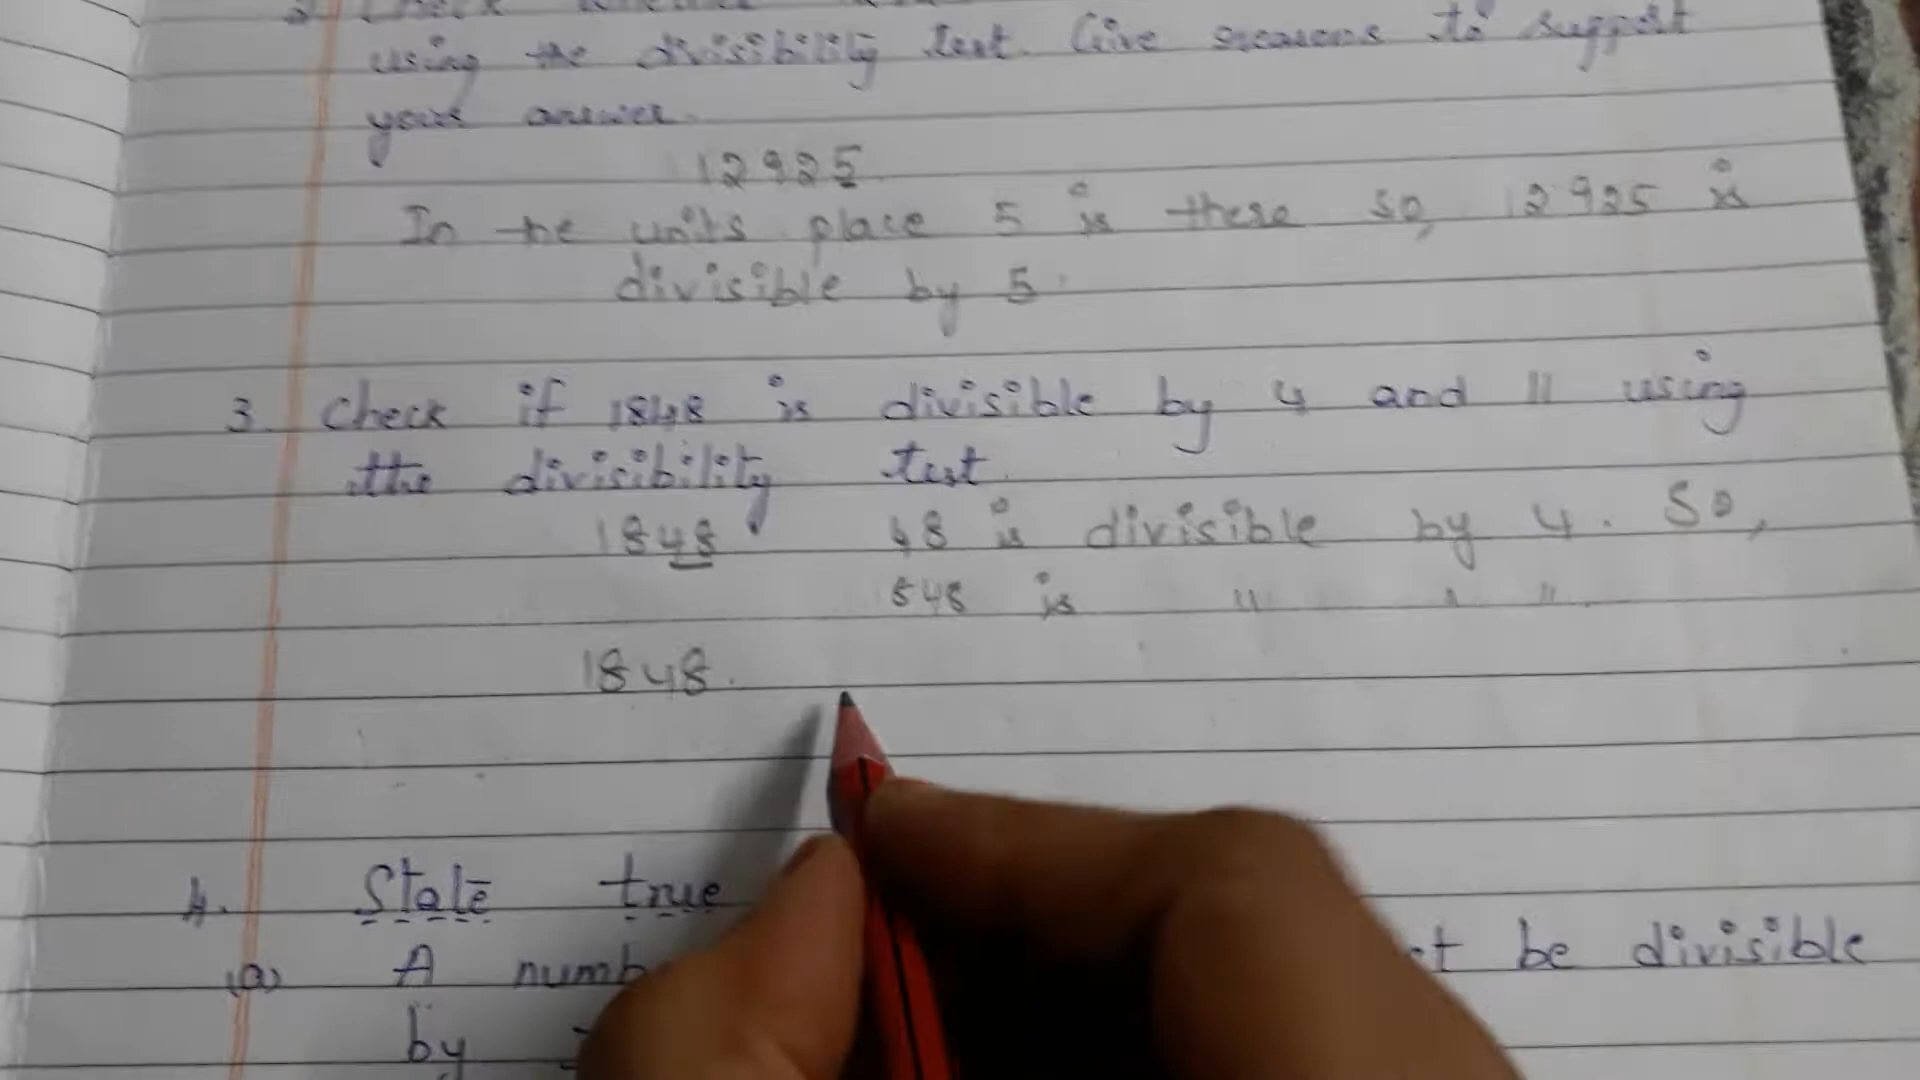 using the divisibility test. Give reasons to support
your answer.
12925
In the units place 5 is there so, 12925 is
divisible by 5.
3. Check if 1848 is divisible by 4 and 11 using
the divisibility test.
1848 48 is divisible by 4. So,
548 is " " "
1848.
4. State true
(a) A numb be divisible
by